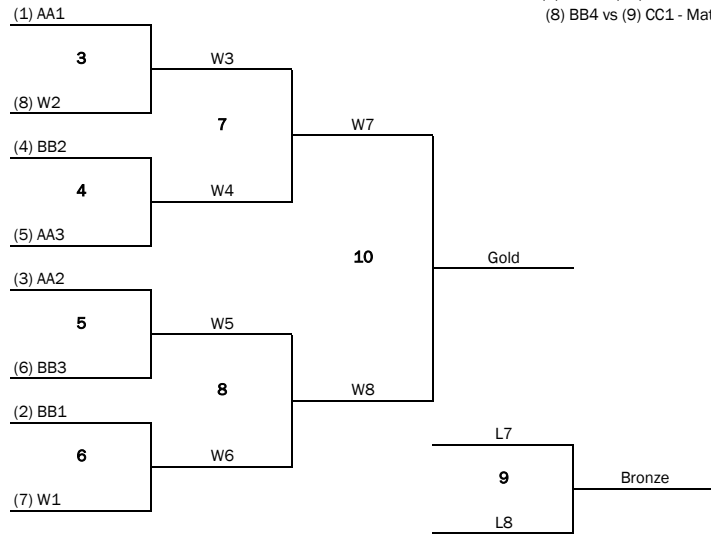 (8) BB4 vs (9) CC1 -
(1) AA1
3
W3
(8) W2
7
W7
(4) BB2
4
W4
(5) AA3
10
Gold
(3) AA2
5
W5
(6) BB3
8
W8
(2) BB1
L7
6
W6
9
Bronze
(7) W1
L8